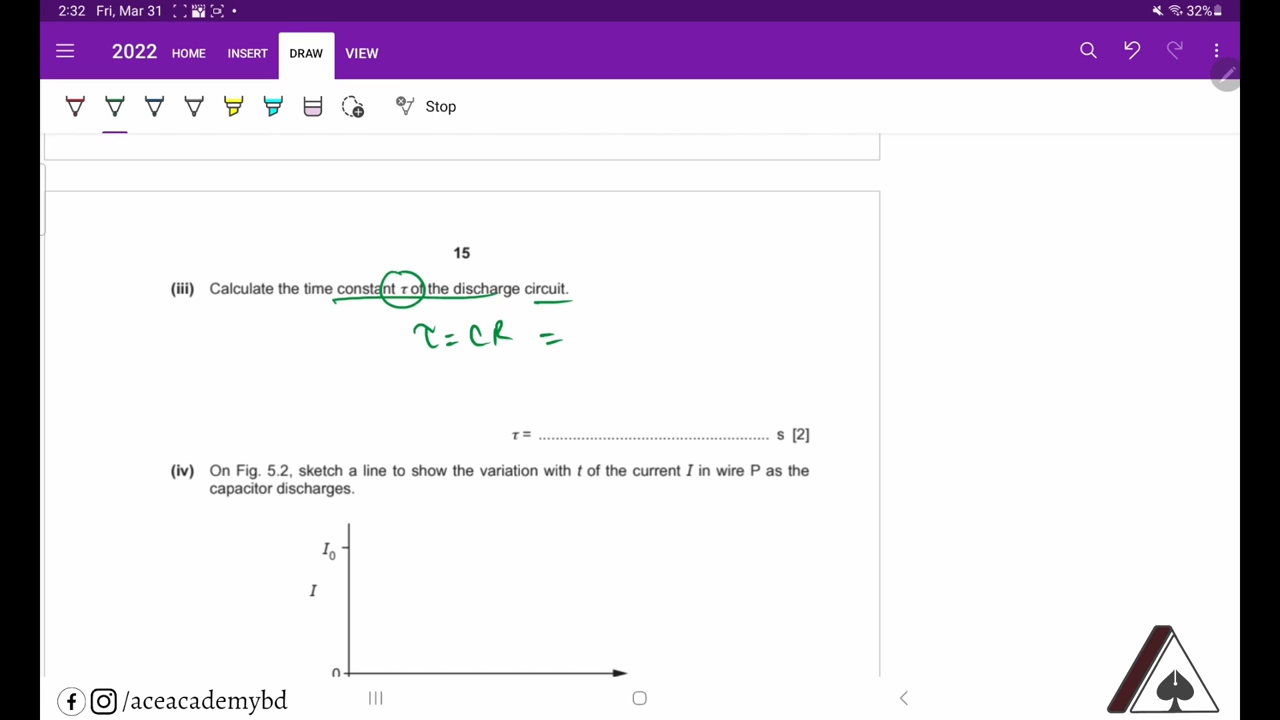 2:32 Fri, Mar 31 32%
2022 HOME INSERT DRAW VIEW
Stop
15
(iii) Calculate the time constant τ of the discharge circuit.
τ = CR =
τ = ...................................................... s [2]
(iv) On Fig. 5.2, sketch a line to show the variation with t of the current I in wire P as the
capacitor discharges.
I₀
I
0
/aceacademybd